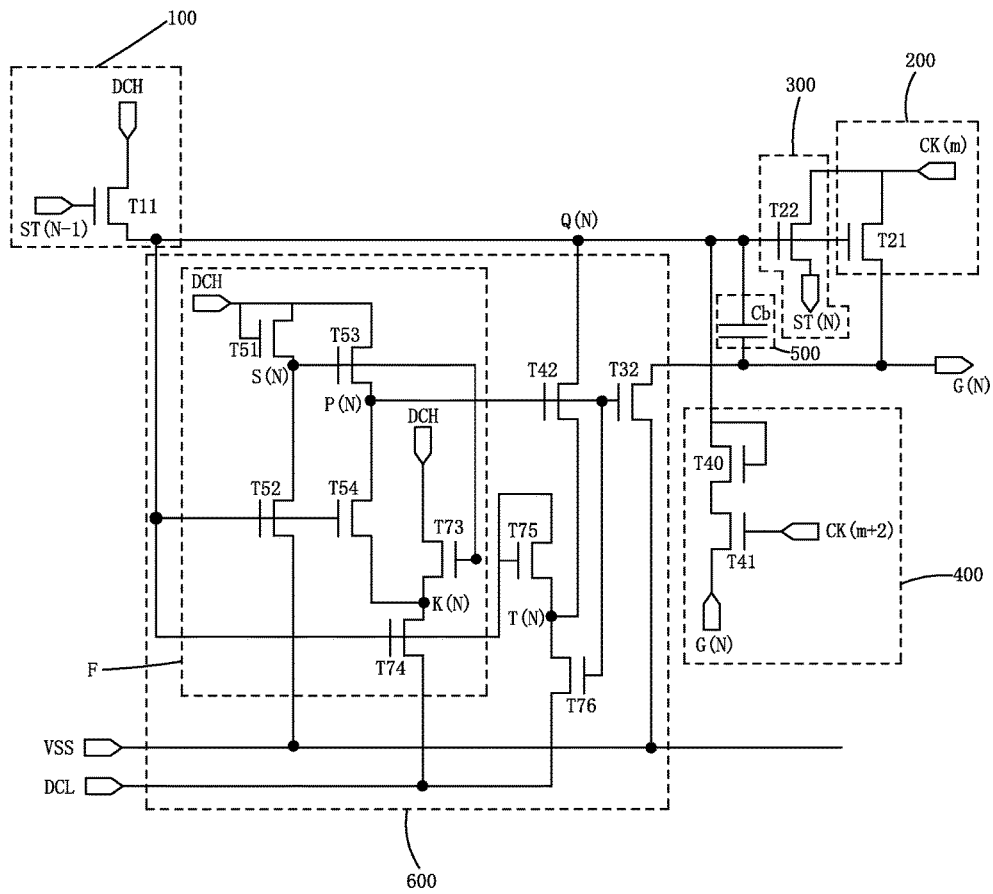 100
DCH
T11
ST(N-1)
300
200
CK(m)
Q(N)
T22
T21
ST(N)
Cb
500
G(N)
DCH
T51
T53
S(N)
P(N)
T42
T32
DCH
T52
T54
T73
T75
T40
CK(m+2)
T41
400
K(N)
T(N)
G(N)
F
T74
T76
VSS
DCL
600